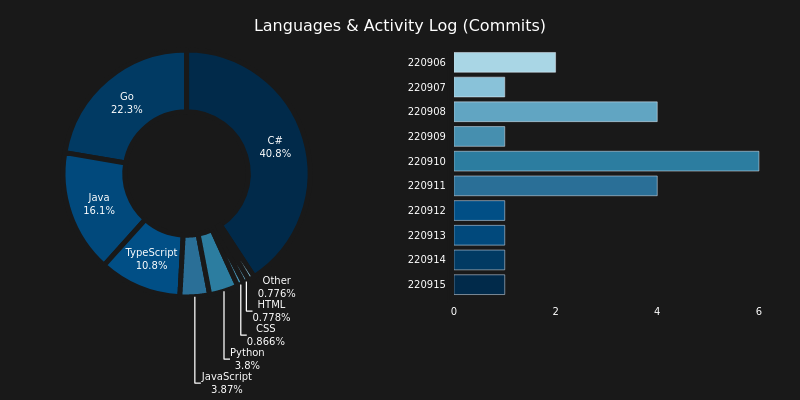 Languages & Activity Log (Commits)
Go
22.3%
C#
40.8%
Java
16.1%
TypeScript
10.8%
Other
0.776%
HTML
0.778%
CSS
0.866%
Python
3.8%
JavaScript
3.87%
220906
220907
220908
220909
220910
220911
220912
220913
220914
220915
0 2 4 6